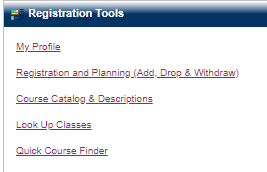 Registration Tools
My Profile
Registration and Planning (Add, Drop & Withdraw)
Course Catalog & Descriptions
Look Up Classes
Quick Course Finder